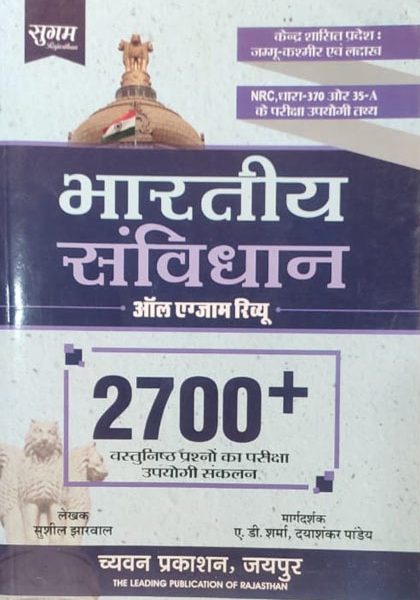 सुगम
Rajasthan
केन्द्र शासित प्रदेश :
जम्मू-कश्मीर एवं लद्दाख
NRC,धारा-370 और 35-A
के परीक्षा उपयोगी तथ्य
भारतीय
संविधान
ऑल एग्जाम रिव्यू
2700+
वस्तुनिष्ठ प्रश्नों का परीक्षा
उपयोगी संकलन
लेखक
सुशील झारवाल
मार्गदर्शक
ए. डी. शर्मा, दयाशंकर पांडेय
च्यवन प्रकाशन, जयपुर
THE LEADING PUBLICATION OF RAJASTHAN